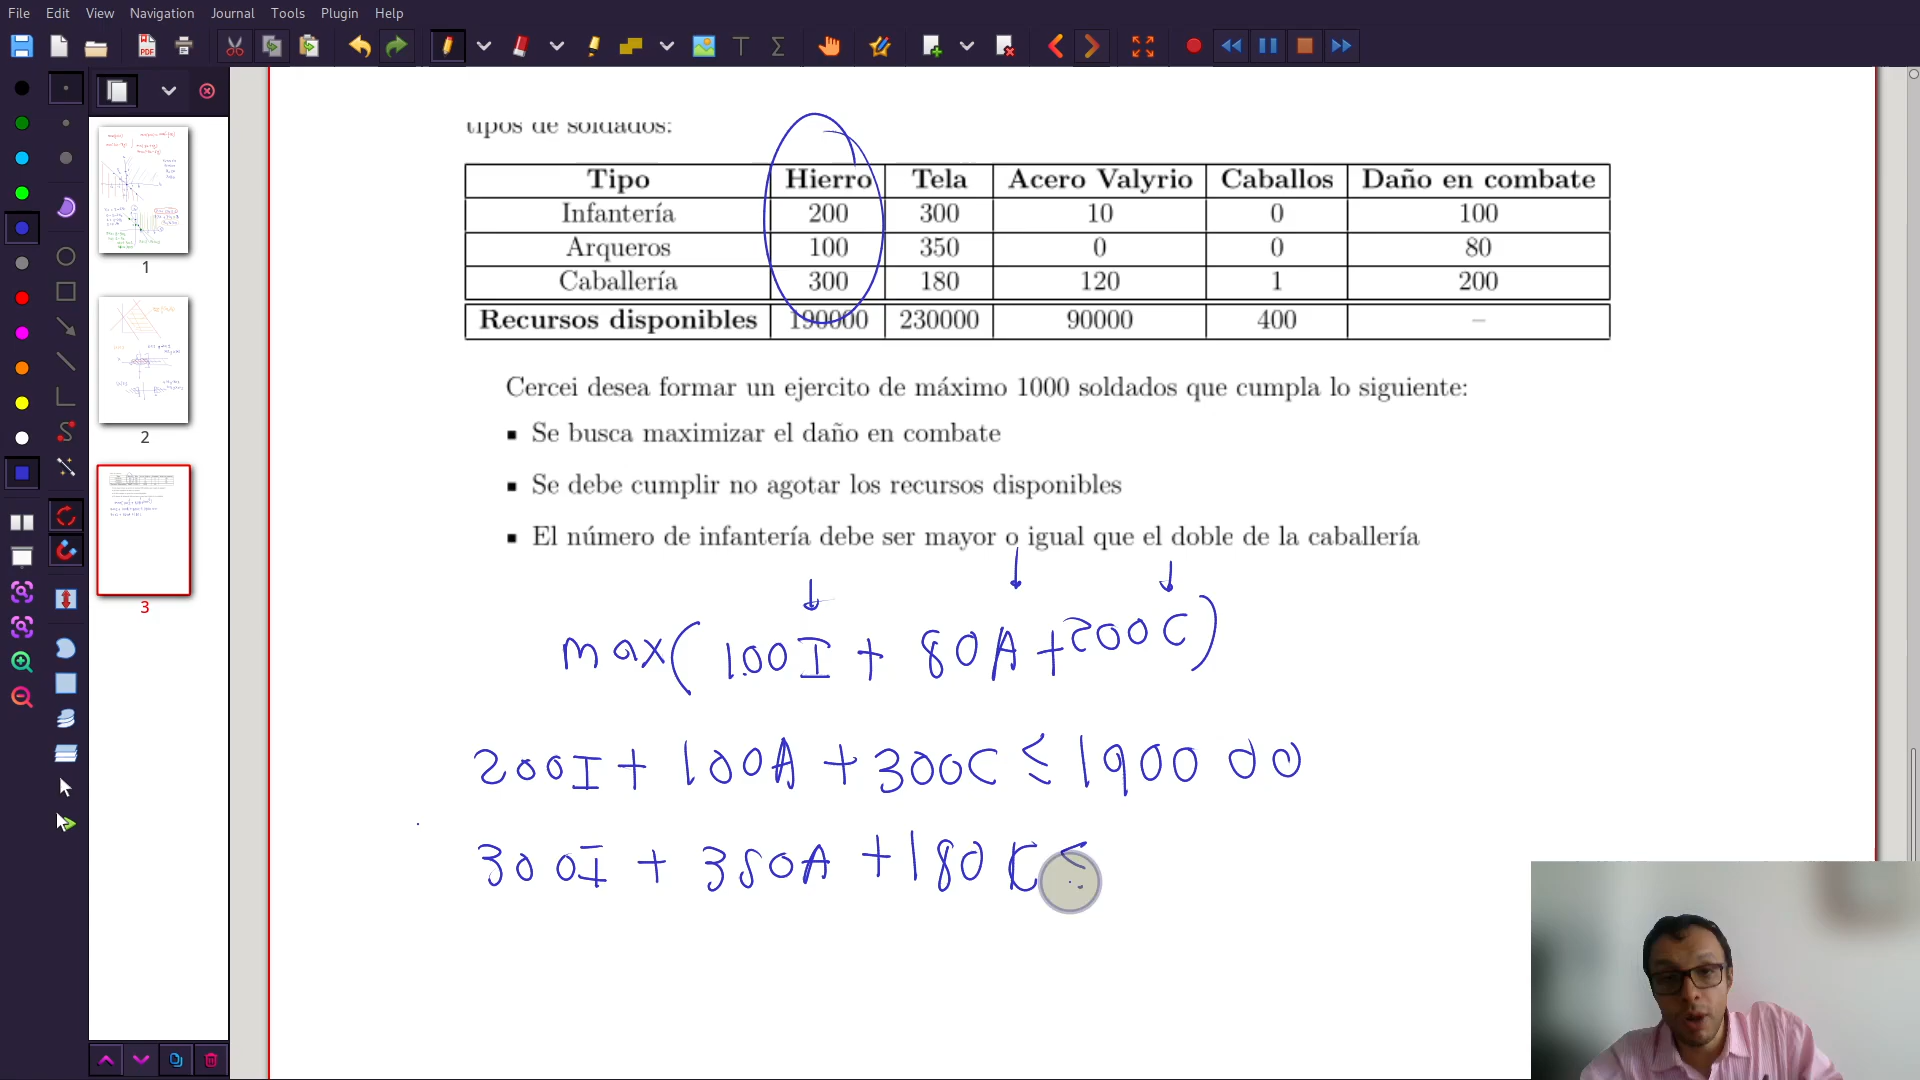 File Edit View Navigation Journal Tools Plugin Help
tipos de soldados:
Tipo Hierro Tela Acero Valyrio Caballos Daño en combate
Infantería 200 300 10 0 100
Arqueros 100 350 0 0 80
Caballería 300 180 120 1 200
Recursos disponibles 190000 230000 90000 400 –
Cercei desea formar un ejercito de máximo 1000 soldados que cumpla lo siguiente:
▪ Se busca maximizar el daño en combate
▪ Se debe cumplir no agotar los recursos disponibles
▪ El número de infantería debe ser mayor o igual que el doble de la caballería
max(100I + 80A + 200C)
200I + 100A + 300C ≤ 190000
300I + 350A + 180C ≤
1
2
3